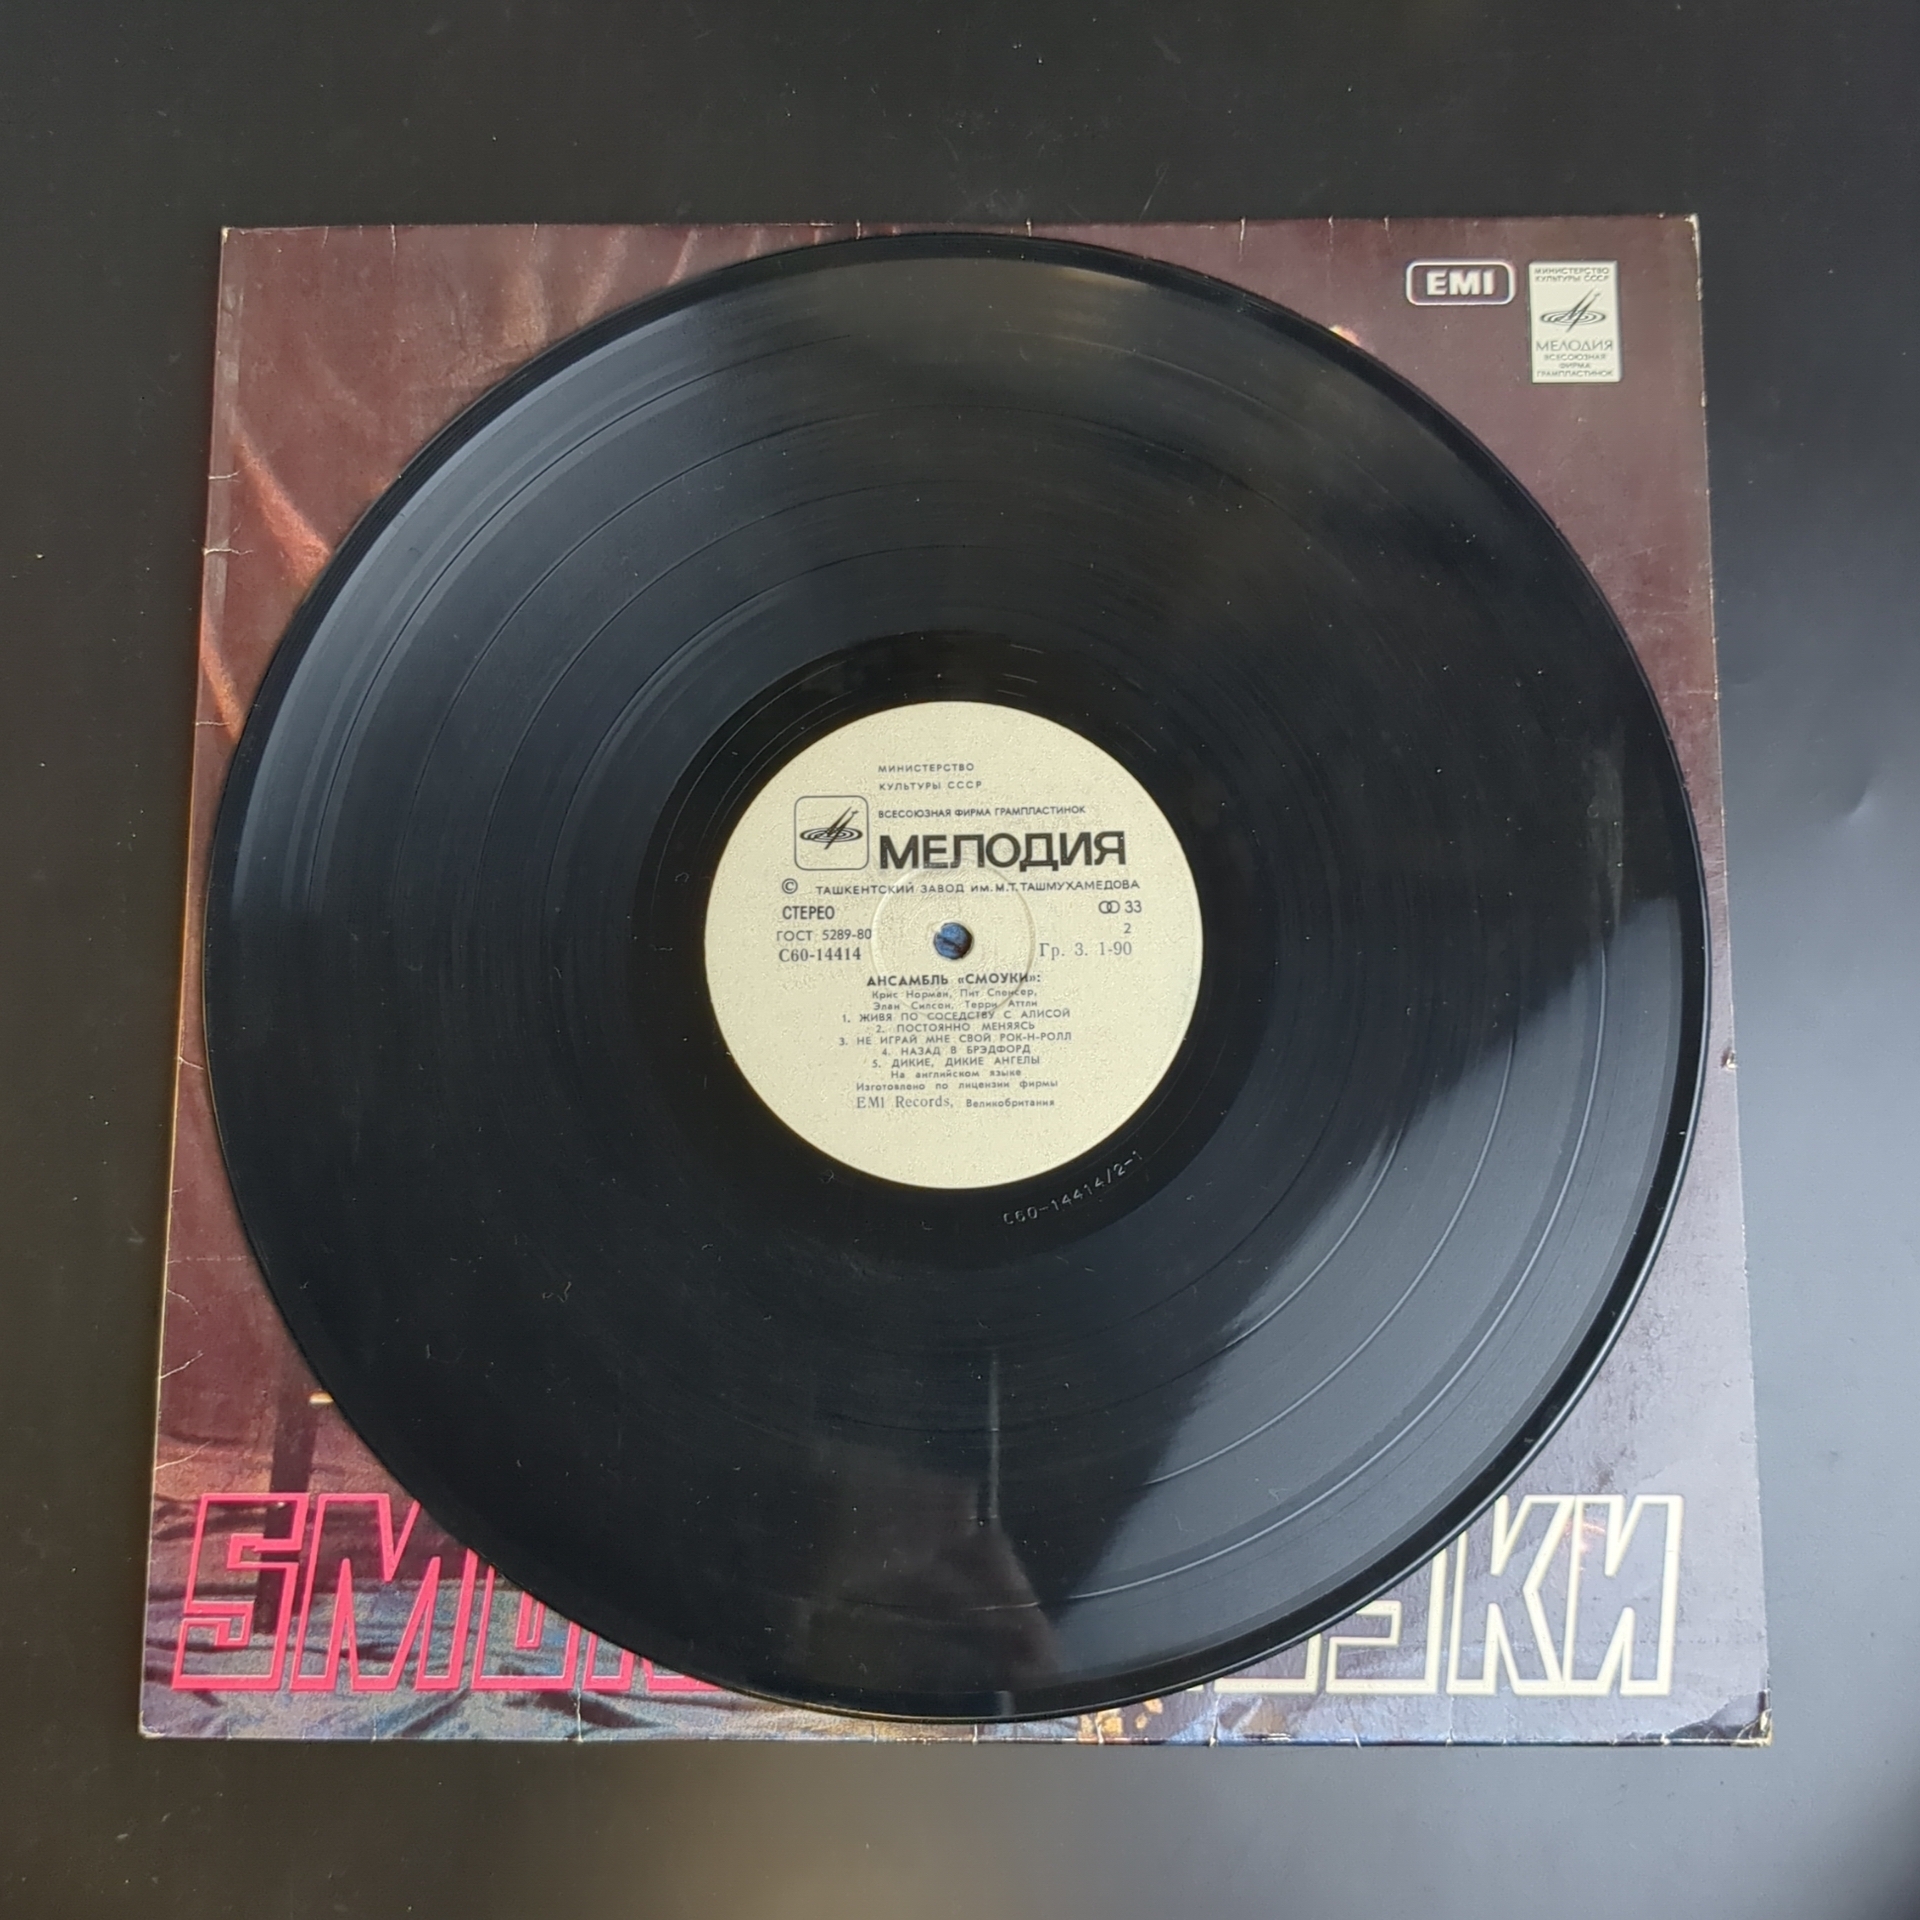 EMI
МИНИСТЕРСТВО
КУЛЬТУРЫ СССР
МЕЛОДИЯ
ВСЕСОЮЗНАЯ
ФИРМА
ГРАМПЛАСТИНОК
МИНИСТЕРСТВО
КУЛЬТУРЫ СССР
ВСЕСОЮЗНАЯ ФИРМА ГРАМПЛАСТИНОК
МЕЛОДИЯ
© ТАШКЕНТСКИЙ ЗАВОД ИМ. М.Т. ТАШМУХАМЕДОВА
СТЕРЕО 33
ГОСТ 5289-80 2
С60-14414 Гр. 3. 1-90
АНСАМБЛЬ «СМОУКИ»:
Крис Норман, Пит Спенсер,
Элан Силсон, Терри Аттли
1. ЖИВЯ ПО СОСЕДСТВУ С АЛИСОЙ
2. ПОСТОЯННО МЕНЯЯСЬ
3. НЕ ИГРАЙ МНЕ СВОЙ РОК-Н-РОЛЛ
4. НАЗАД В БРЭДФОРД
5. ДИКИЕ, ДИКИЕ АНГЕЛЫ
На английском языке
Изготовлено по лицензии фирмы
EMI Records, Великобритания
С60-14414/2-1